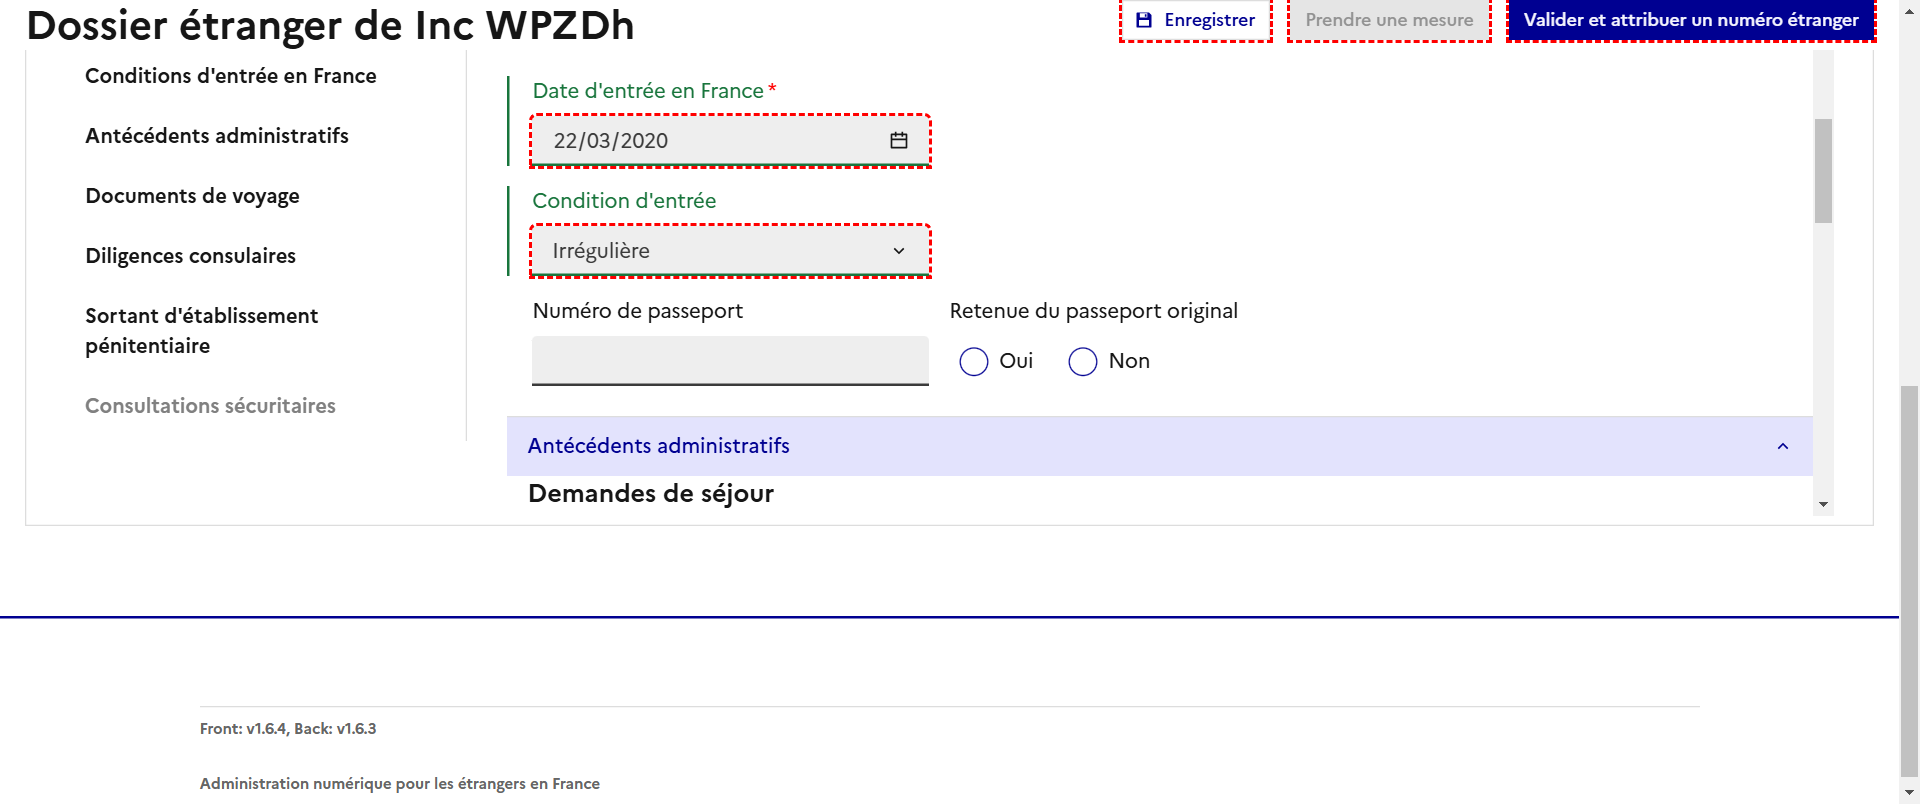 Dossier étranger de Inc WPZDh
Enregistrer
Prendre une mesure
Valider et attribuer un numéro étranger
Conditions d'entrée en France
Antécédents administratifs
Documents de voyage
Diligences consulaires
Sortant d'établissement
pénitentiaire
Consultations sécuritaires
Date d'entrée en France *
22/03/2020
Condition d'entrée
Irrégulière
Numéro de passeport
Retenue du passeport original
Oui
Non
Antécédents administratifs
Demandes de séjour
Front: v1.6.4, Back: v1.6.3
Administration numérique pour les étrangers en France